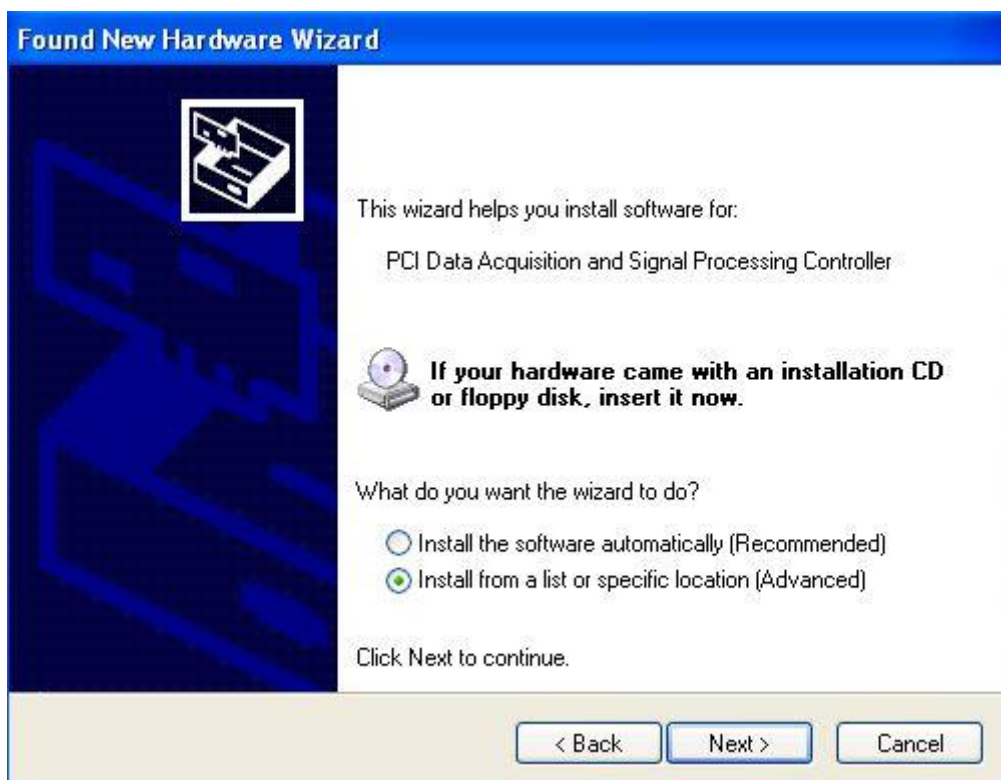 Found New Hardware Wizard
This wizard helps you install software for:
PCI Data Acquisition and Signal Processing Controller
If your hardware came with an installation CD
or floppy disk, insert it now.
What do you want the wizard to do?
Install the software automatically (Recommended)
Install from a list or specific location (Advanced)
Click Next to continue.
< Back Next > Cancel